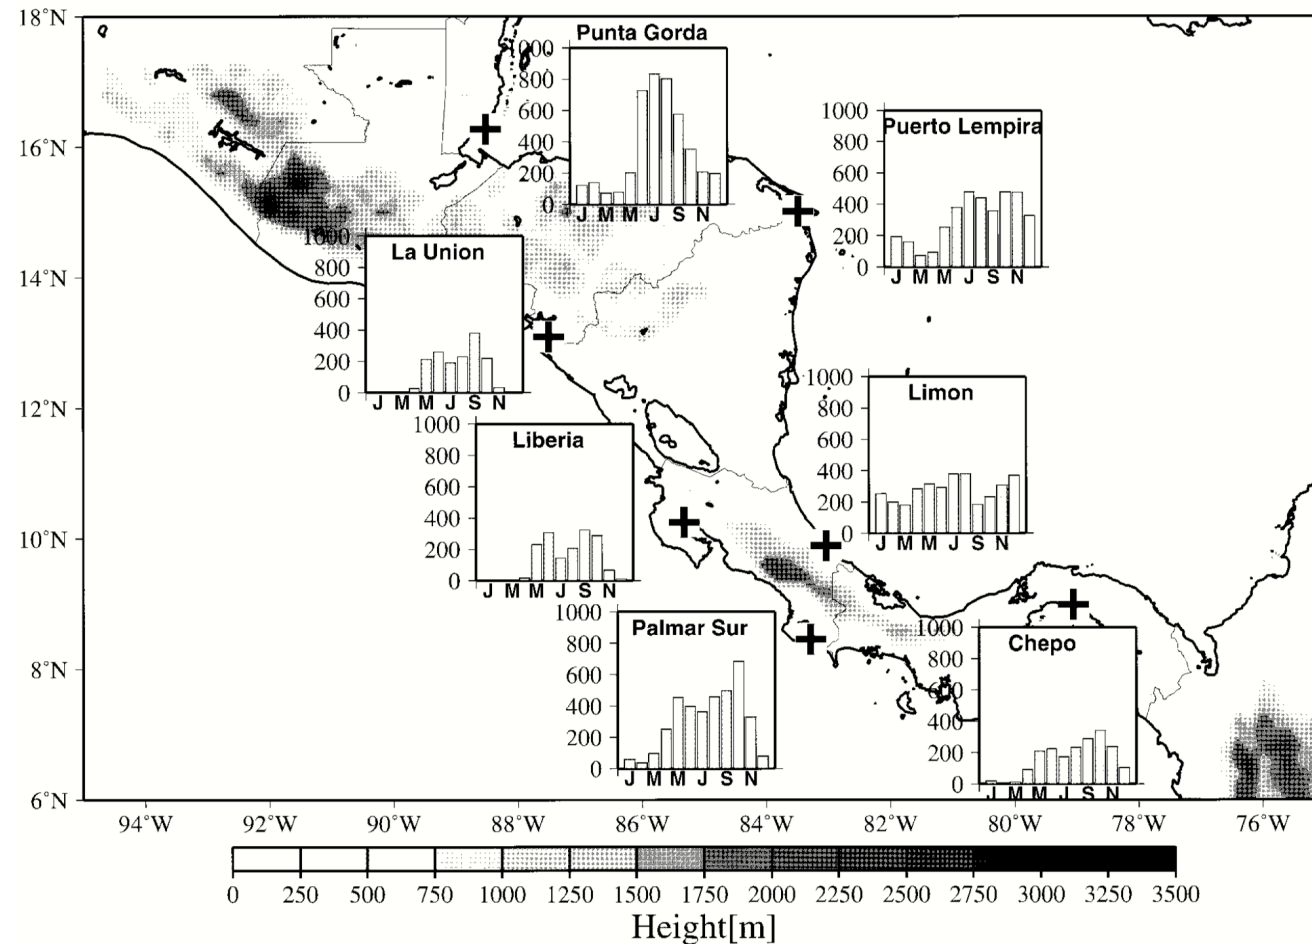 18°N
16°N
14°N
12°N
10°N
8°N
6°N
Punta Gorda
1000
800
600
400
200
0
J M M J S N
Puerto Lempira
1000
800
600
400
200
0
J M M J S N
La Union
1000
800
600
400
200
0
J M M J S N
Limon
1000
800
600
400
200
0
J M M J S N
Liberia
1000
800
600
400
200
0
J M M J S N
Palmar Sur
1000
800
600
400
200
0
J M M J S N
Chepo
1000
800
600
400
200
0
J M M J S N
94°W 92°W 90°W 88°W 86°W 84°W 82°W 80°W 78°W 76°W
0 250 500 750 1000 1250 1500 1750 2000 2250 2500 2750 3000 3250 3500
Height[m]